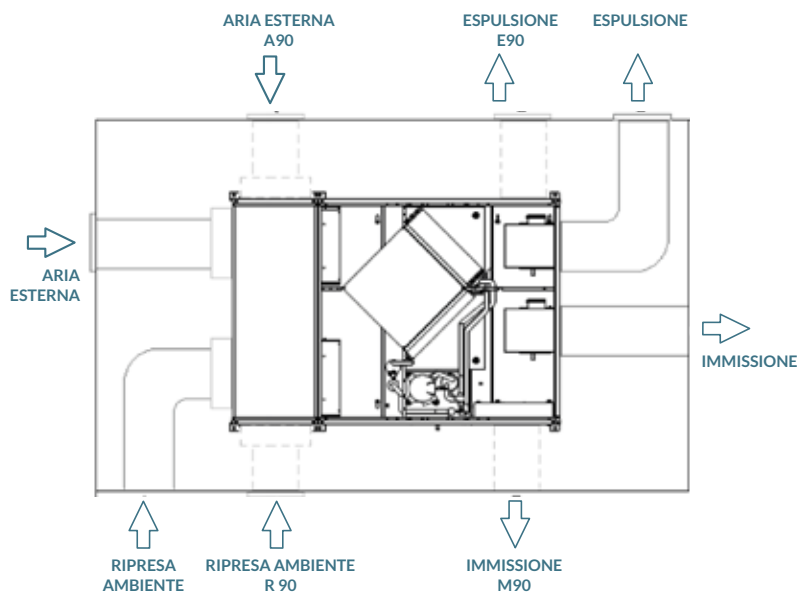 ARIA ESTERNA
A90
ESPULSIONE
E90
ESPULSIONE
ARIA
ESTERNA
IMMISSIONE
RIPRESA
AMBIENTE
RIPRESA AMBIENTE
R 90
IMMISSIONE
M90